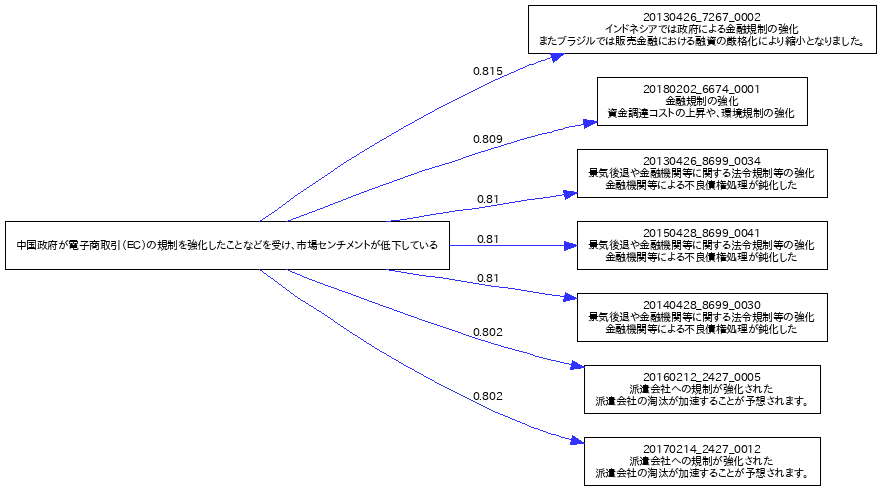 20130426_7267_0002
インドネシアでは政府による金融規制の強化
またブラジルでは販売金融における融資の厳格化により縮小となりました。
0.815
20180202_6674_0001
金融規制の強化
資金調達コストの上昇や、環境規制の強化
0.809
20130426_8699_0034
景気後退や金融機関等に関する法令規制等の強化
金融機関等による不良債権処理が鈍化した
0.81
中国政府が電子商取引(EC)の規制を強化したことなどを受け、市場センチメントが低下している
0.81
20150428_8699_0041
景気後退や金融機関等に関する法令規制等の強化
金融機関等による不良債権処理が鈍化した
0.81
20140428_8699_0030
景気後退や金融機関等に関する法令規制等の強化
金融機関等による不良債権処理が鈍化した
0.802
20160212_2427_0005
派遣会社への規制が強化された
派遣会社の淘汰が加速することが予想されます。
0.802
20170214_2427_0012
派遣会社への規制が強化された
派遣会社の淘汰が加速することが予想されます。